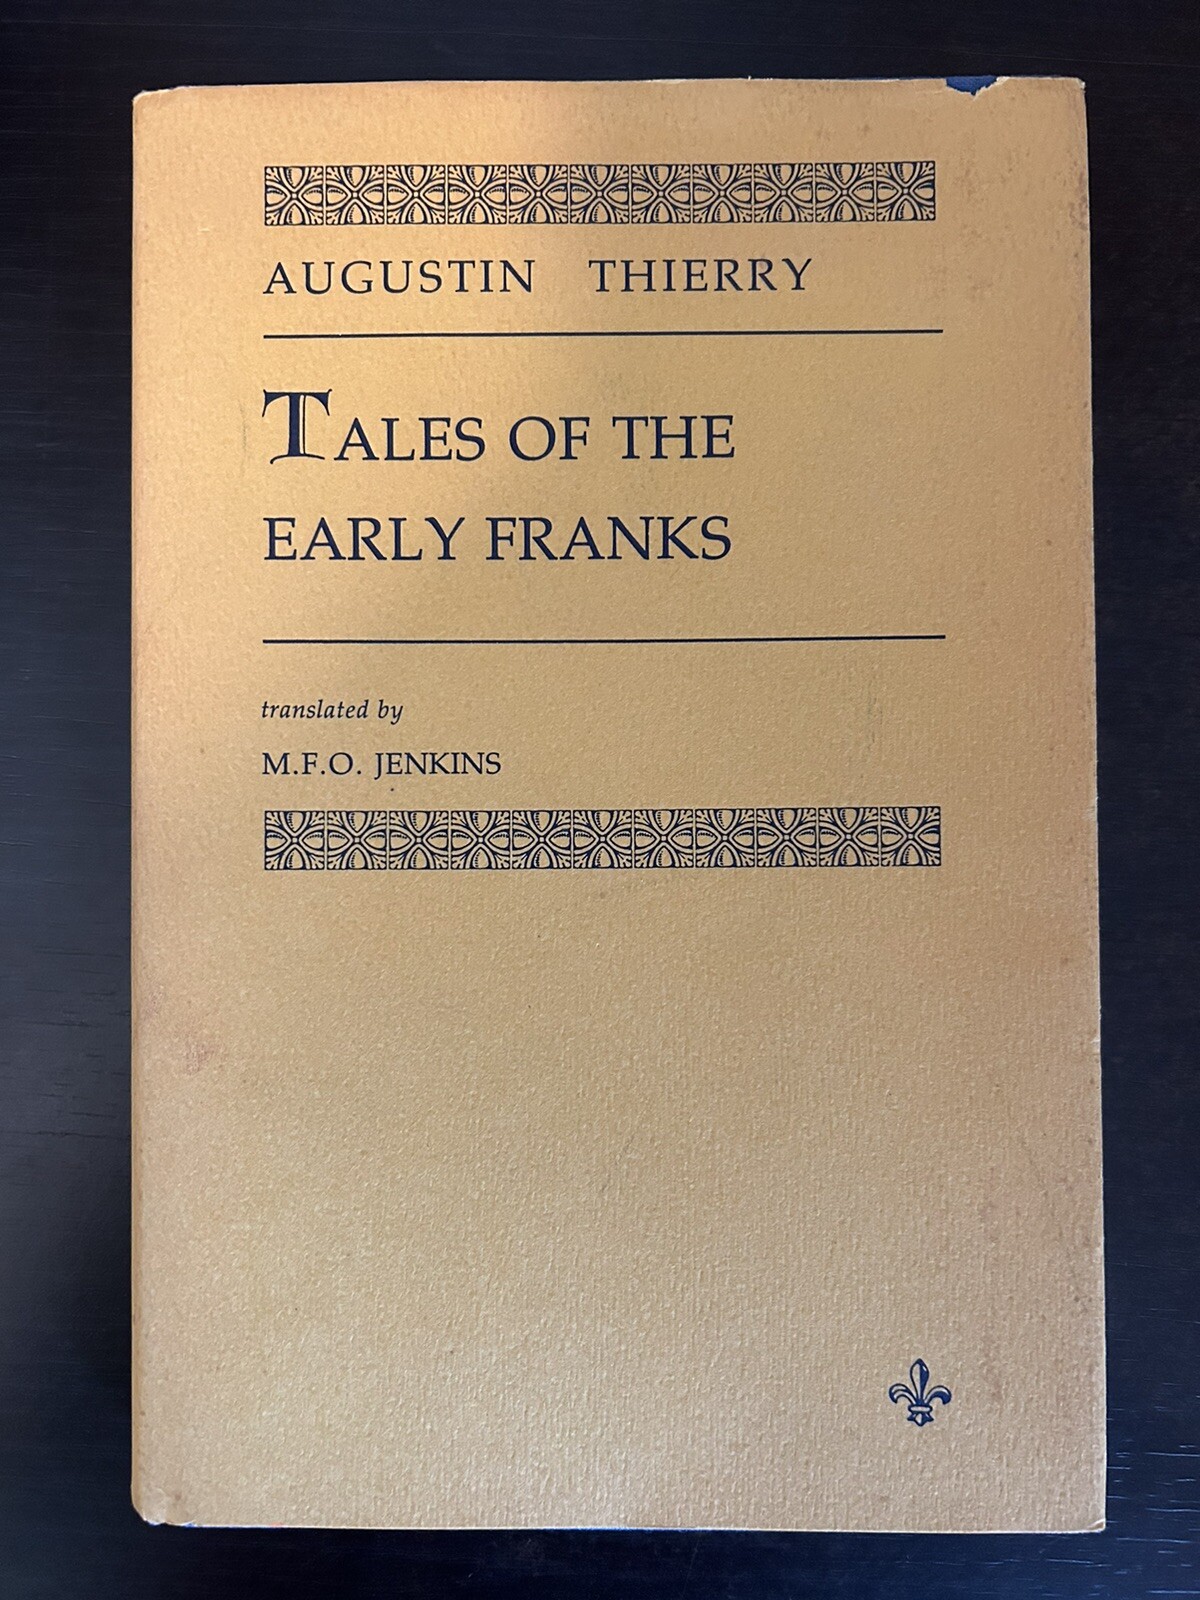 AUGUSTIN THIERRY
TALES OF THE
EARLY FRANKS
translated by
M.F.O. JENKINS